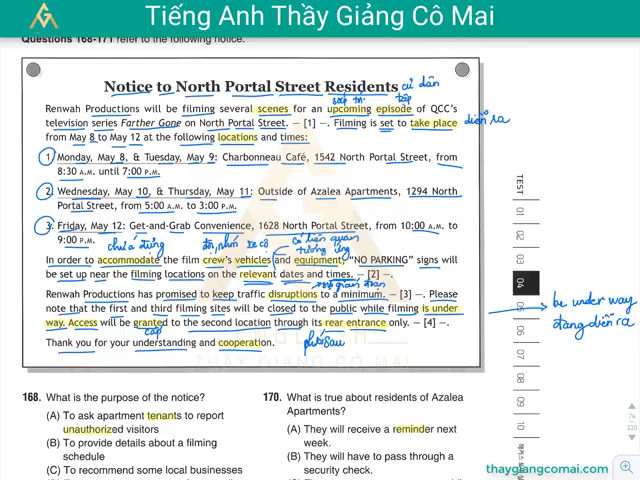 Tiếng Anh Thầy Giảng Cô Mai
Questions 168-171 refer to the following notice.
Notice to North Portal Street Residents cư dân
sắp tới tập
Renwah Productions will be filming several scenes for an upcoming episode of QCC's
television series Farther Gone on North Portal Street. — [1] —. Filming is set to take place diễn ra
from May 8 to May 12 at the following locations and times:
1. Monday, May 8, & Tuesday, May 9: Charbonneau Café, 1542 North Portal Street, from
8:30 A.M. until 7:00 P.M.
2. Wednesday, May 10, & Thursday, May 11: Outside of Azalea Apartments, 1294 North
Portal Street, from 5:00 A.M. to 3:00 P.M.
3. Friday, May 12: Get-and-Grab Convenience, 1628 North Portal Street, from 10:00 A.M. to
9:00 P.M.
chứa đựng đội, nhóm xe cộ có liên quan
tương ứng
In order to accommodate the film crew's vehicles and equipment, "NO PARKING" signs will
be set up near the filming locations on the relevant dates and times. — [2] —.
sự gián đoạn
Renwah Productions has promised to keep traffic disruptions to a minimum. — [3] —. Please
note that the first and third filming sites will be closed to the public while filming is under
way. Access will be granted to the second location through its rear entrance only. — [4] —.
cấp
phía sau
Thank you for your understanding and cooperation.
be under way
đang diễn ra
THẦY GIẢNG CÔ MAI
168. What is the purpose of the notice?
(A) To ask apartment tenants to report
unauthorized visitors
(B) To provide details about a filming
schedule
(C) To recommend some local businesses
170. What is true about residents of Azalea
Apartments?
(A) They will receive a reminder next
week.
(B) They will have to pass through a
security check.
TEST
01
02
03
04
05
06
07
08
09
10
76
220
thaygiangcomai.com